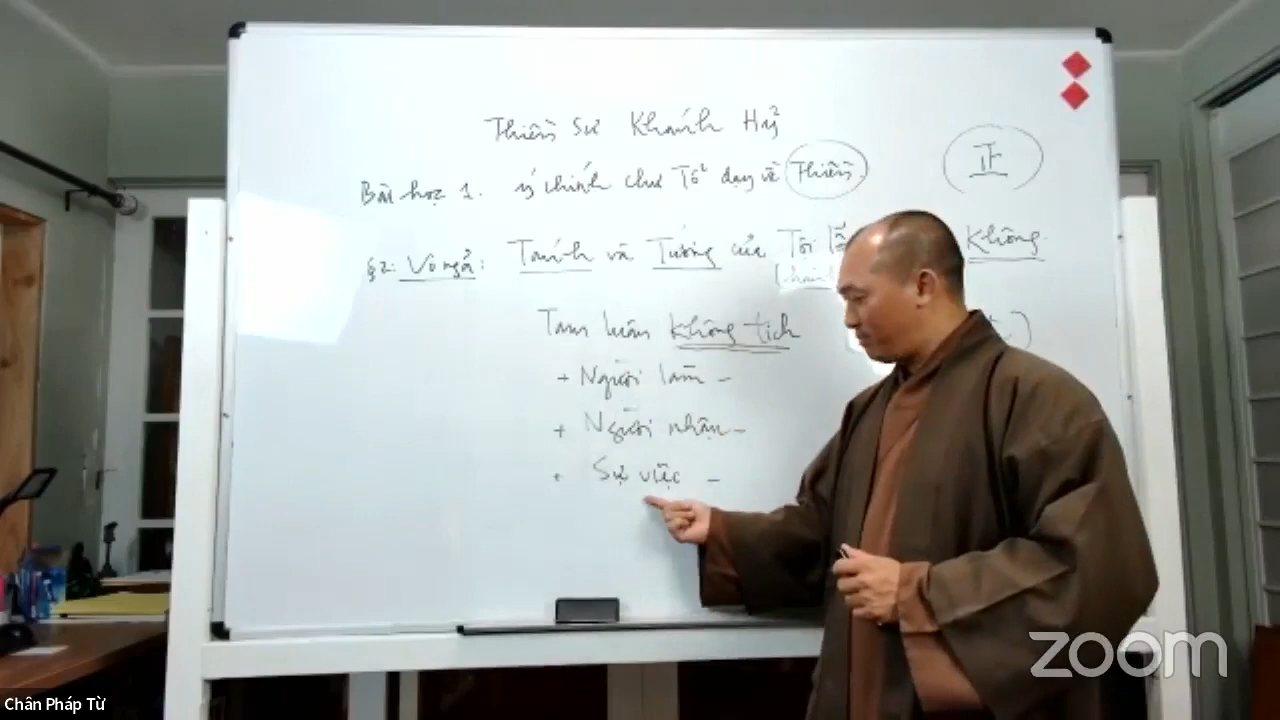 Thiền Sư Khánh Hỷ
Bài học 1. ý chính chư Tổ dạy về Thiền 正
§2: Vô ngã: Tánh và Tướng của Tôi Không.
Tam luân không tịch
+ Người làm -
+ Người nhận -
+ Sự việc -
zoom
Chân Pháp Từ